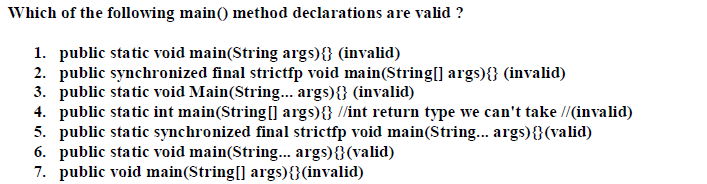 Which of the following main() method declarations are valid ?
1. public static void main(String args){} (invalid)
2. public synchronized final strictfp void main(String[] args){} (invalid)
3. public static void Main(String... args){} (invalid)
4. public static int main(String[] args){} //int return type we can't take //(invalid)
5. public static synchronized final strictfp void main(String... args){}(valid)
6. public static void main(String... args){}(valid)
7. public void main(String[] args){}(invalid)